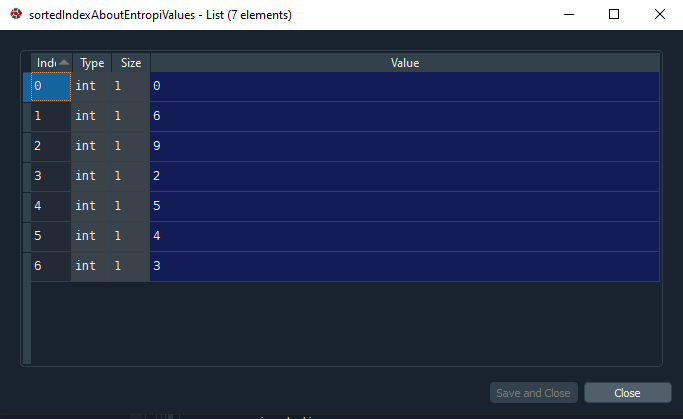 sortedIndexAboutEntropiValues - List (7 elements)
Inde Type Size Value
0 int 1 0
1 int 1 6
2 int 1 9
3 int 1 2
4 int 1 5
5 int 1 4
6 int 1 3
Save and Close Close